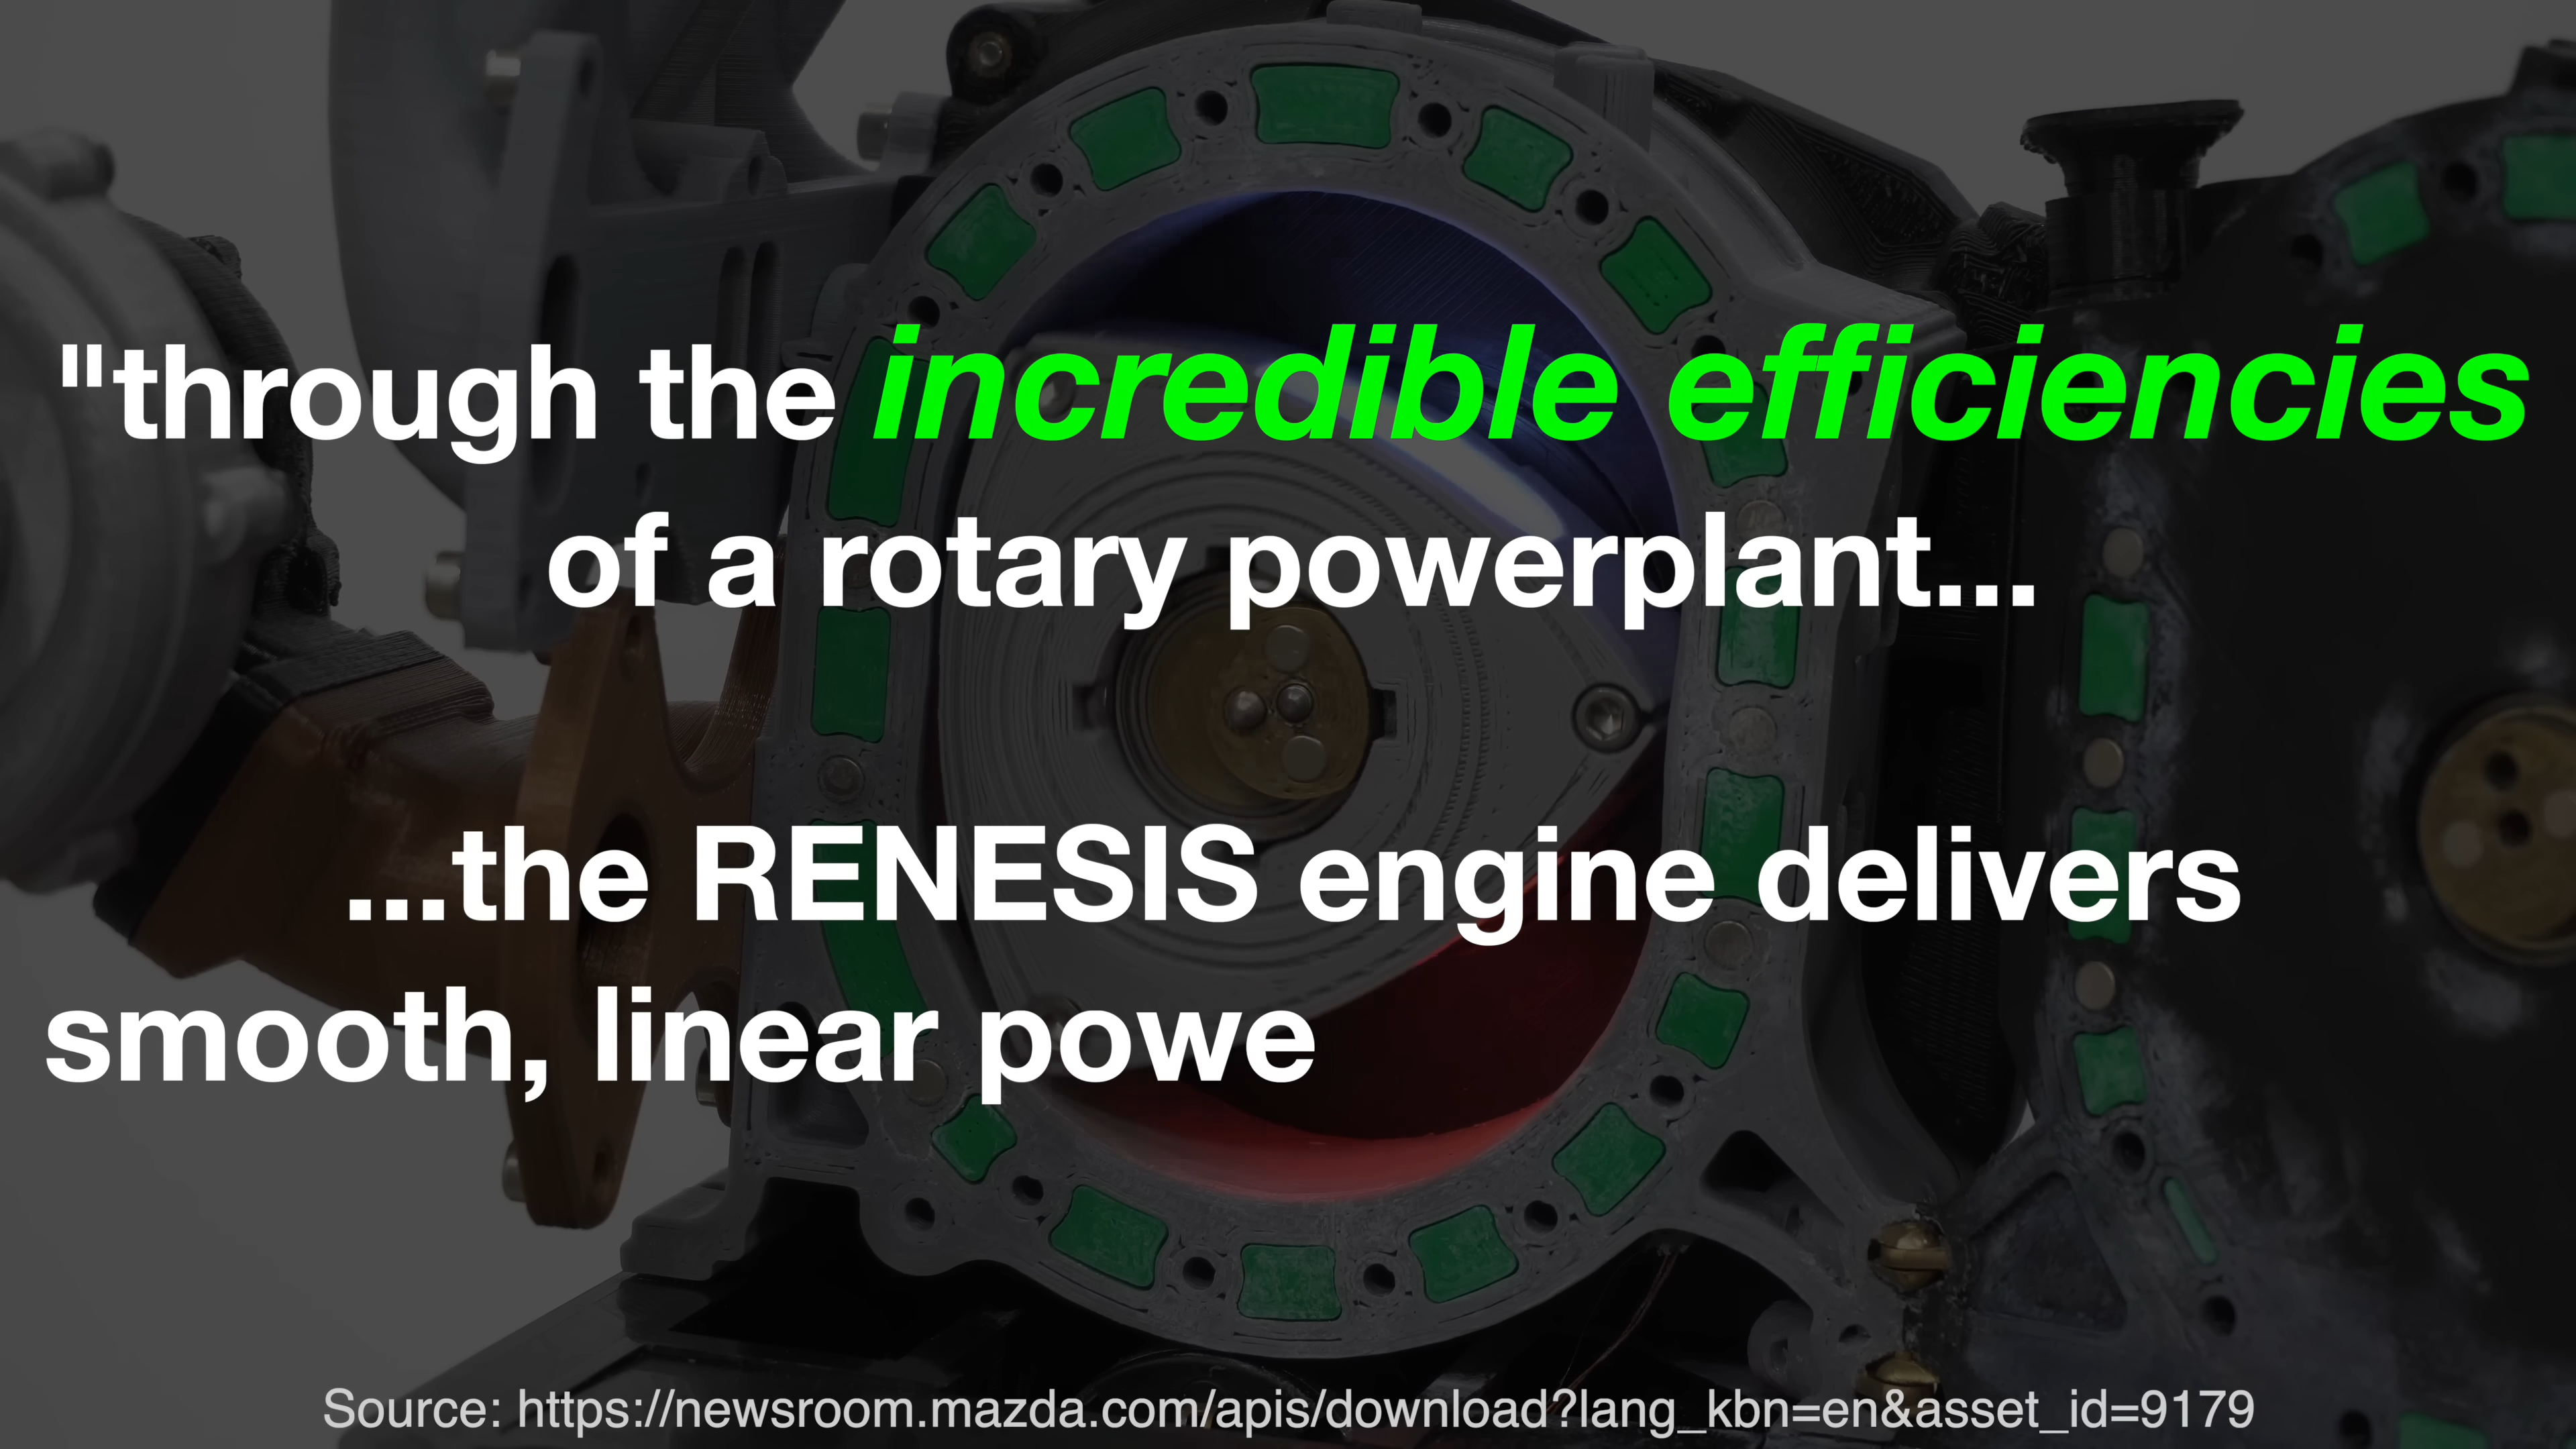 "through the incredible efficiencies
of a rotary powerplant...
...the RENESIS engine delivers
smooth, linear powe
Source: https://newsroom.mazda.com/apis/download?lang_kbn=en&asset_id=9179